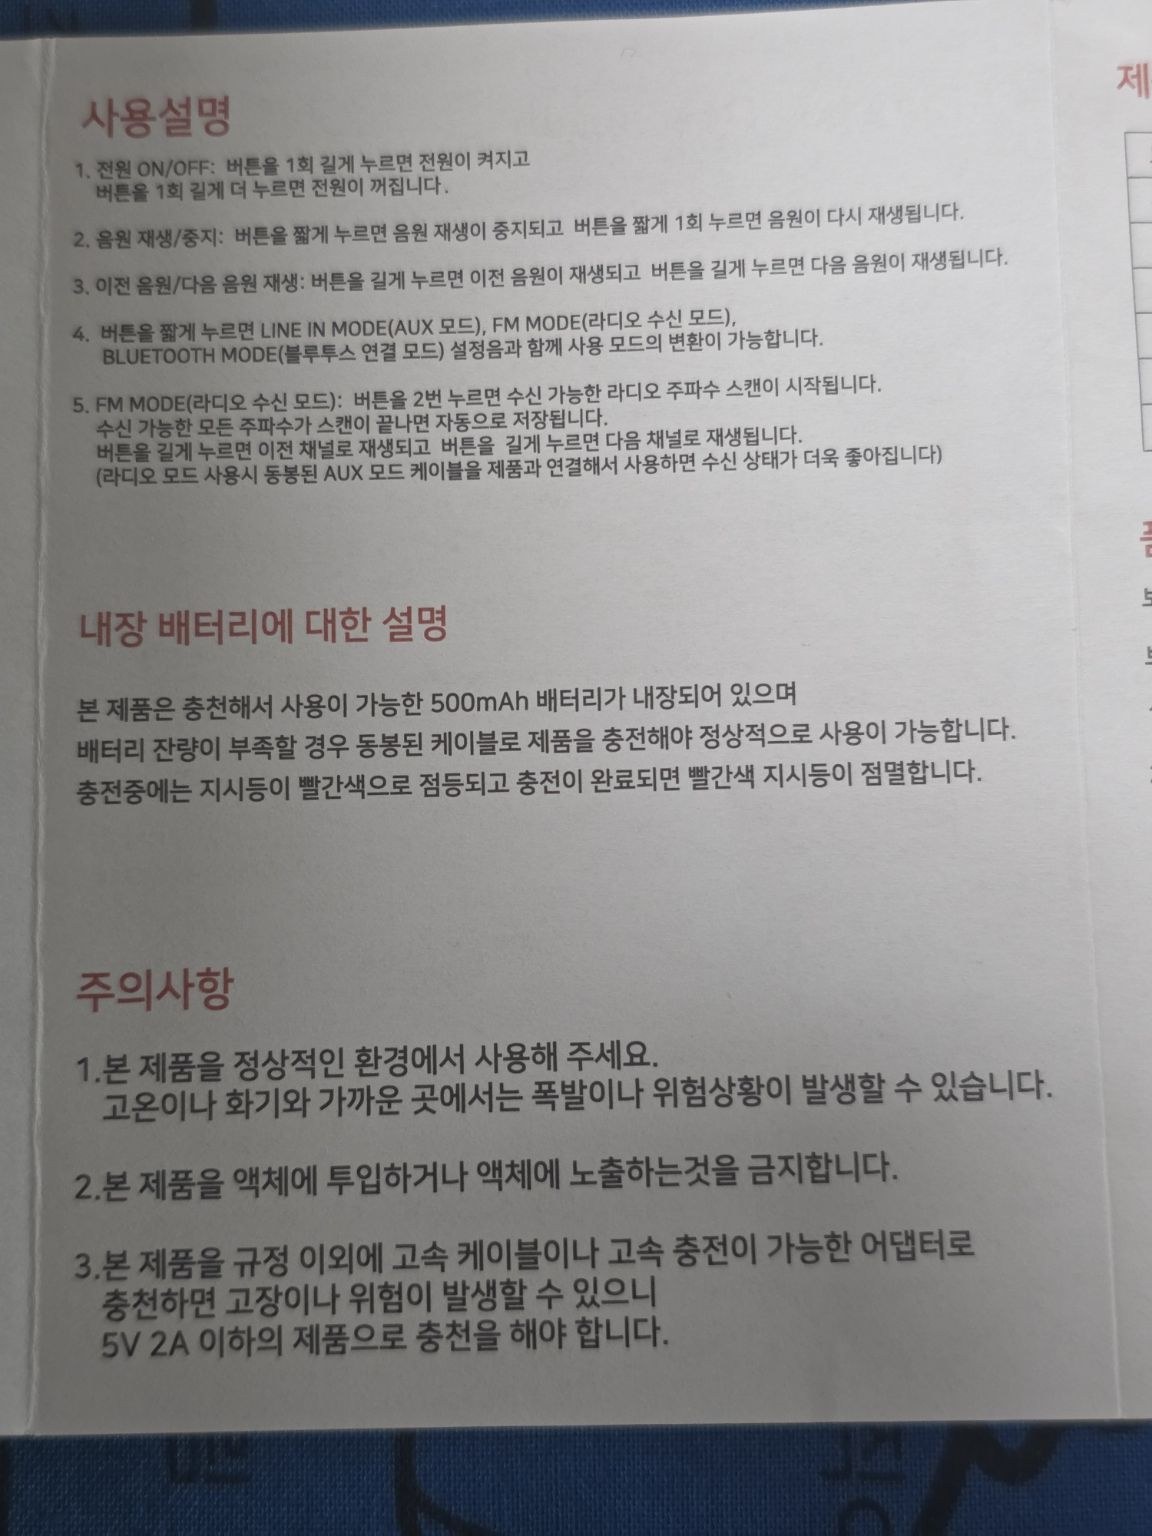 사용설명
1. 전원 ON/OFF: 버튼을 1회 길게 누르면 전원이 켜지고
버튼을 1회 길게 더 누르면 전원이 꺼집니다.
2. 음원 재생/중지: 버튼을 짧게 누르면 음원 재생이 중지되고 버튼을 짧게 1회 누르면 음원이 다시 재생됩니다.
3. 이전 음원/다음 음원 재생: 버튼을 길게 누르면 이전 음원이 재생되고 버튼을 길게 누르면 다음 음원이 재생됩니다.
4. 버튼을 짧게 누르면 LINE IN MODE(AUX 모드), FM MODE(라디오 수신 모드),
BLUETOOTH MODE(블루투스 연결 모드) 설정음과 함께 사용 모드의 변환이 가능합니다.
5. FM MODE(라디오 수신 모드): 버튼을 2번 누르면 수신 가능한 라디오 주파수 스캔이 시작됩니다.
수신 가능한 모든 주파수가 스캔이 끝나면 자동으로 저장됩니다.
버튼을 길게 누르면 이전 채널로 재생되고 버튼을 길게 누르면 다음 채널로 재생됩니다.
(라디오 모드 사용시 동봉된 AUX 모드 케이블을 제품과 연결해서 사용하면 수신 상태가 더욱 좋아집니다)
내장 배터리에 대한 설명
본 제품은 충천해서 사용이 가능한 500mAh 배터리가 내장되어 있으며
배터리 잔량이 부족할 경우 동봉된 케이블로 제품을 충전해야 정상적으로 사용이 가능합니다.
충전중에는 지시등이 빨간색으로 점등되고 충전이 완료되면 빨간색 지시등이 점멸합니다.
주의사항
1.본 제품을 정상적인 환경에서 사용해 주세요.
고온이나 화기와 가까운 곳에서는 폭발이나 위험상황이 발생할 수 있습니다.
2.본 제품을 액체에 투입하거나 액체에 노출하는것을 금지합니다.
3.본 제품을 규정 이외에 고속 케이블이나 고속 충전이 가능한 어댑터로
충천하면 고장이나 위험이 발생할 수 있으니
5V 2A 이하의 제품으로 충천을 해야 합니다.